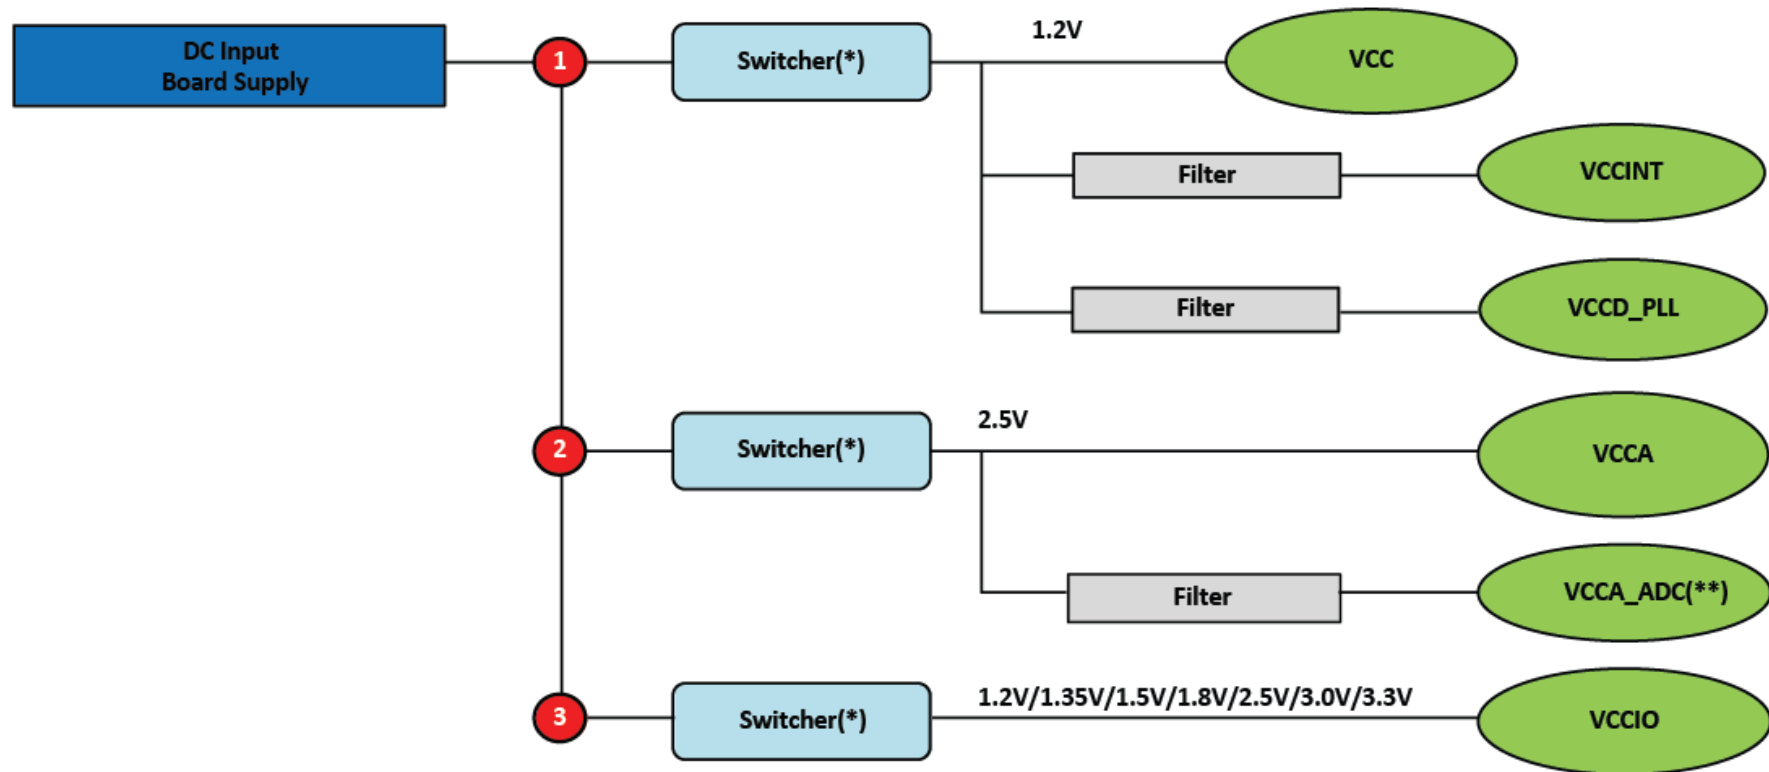 DC Input
Board Supply
1
Switcher(*)
1.2V
VCC
Filter
VCCINT
Filter
VCCD_PLL
2
Switcher(*)
2.5V
VCCA
Filter
VCCA_ADC(**)
3
Switcher(*)
1.2V/1.35V/1.5V/1.8V/2.5V/3.0V/3.3V
VCCIO